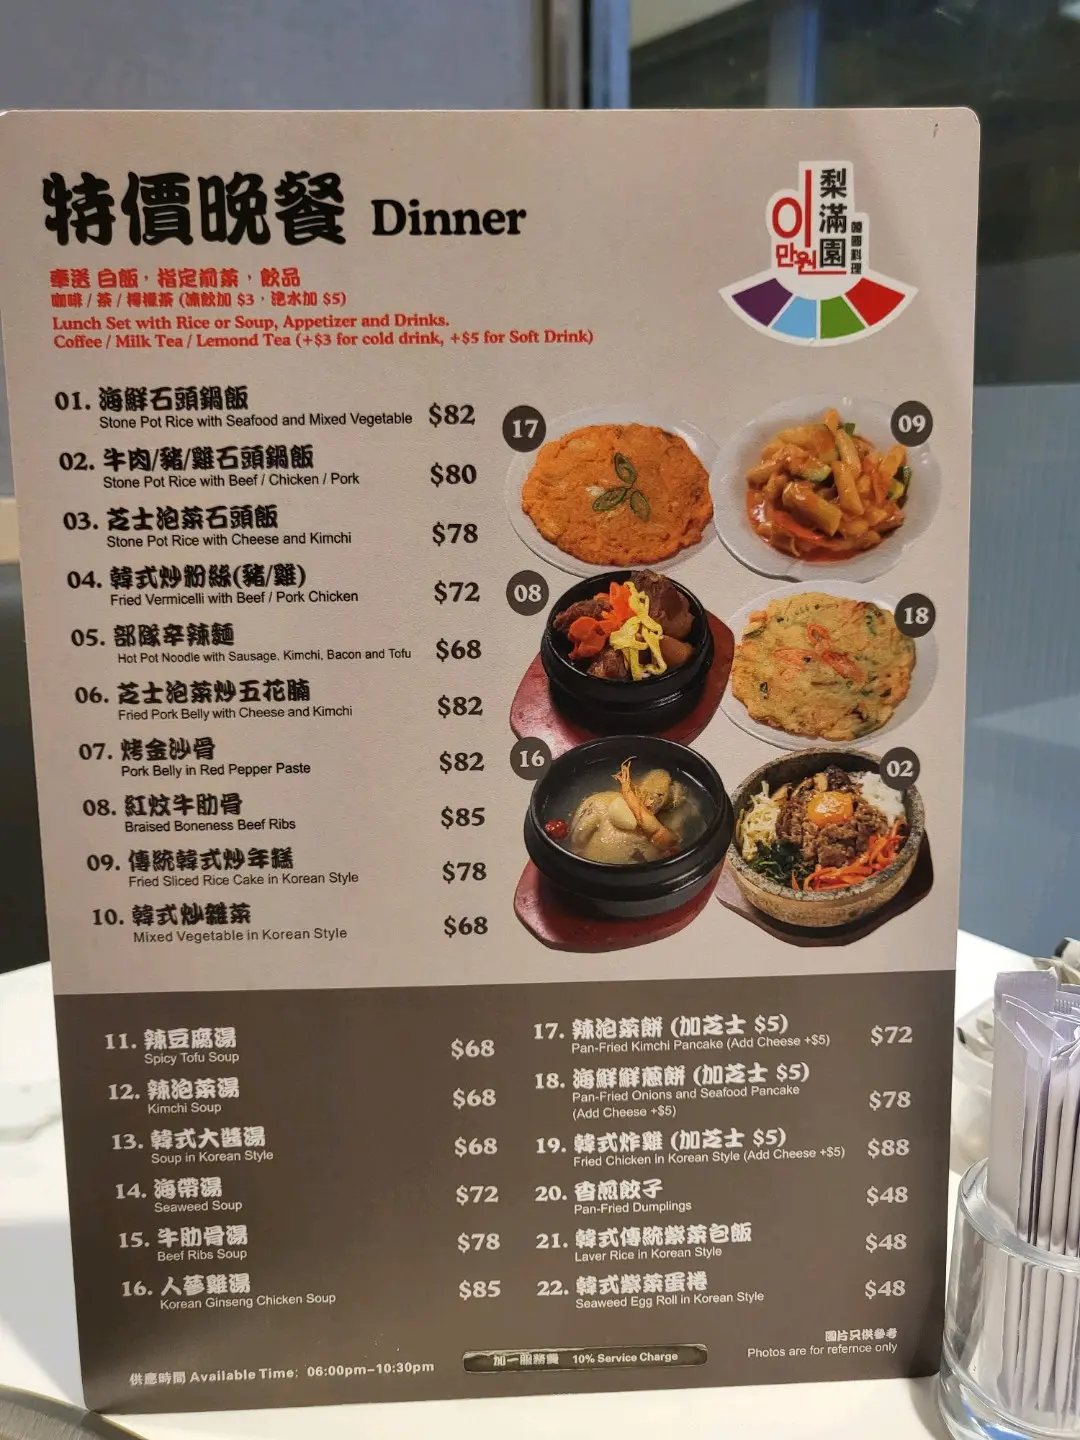 特價晚餐 Dinner
梨滿園
韓國料理
이만원
奉送 白飯，指定前菜，飲品
咖啡 / 茶 / 檸檬茶 (凍飲加 $3，汽水加 $5)
Lunch Set with Rice or Soup, Appetizer and Drinks.
Coffee / Milk Tea / Lemond Tea (+$3 for cold drink, +$5 for Soft Drink)
01. 海鮮石頭鍋飯 $82
Stone Pot Rice with Seafood and Mixed Vegetable
02. 牛肉/豬/雞石頭鍋飯 $80
Stone Pot Rice with Beef / Chicken / Pork
03. 芝士泡菜石頭飯 $78
Stone Pot Rice with Cheese and Kimchi
04. 韓式炒粉絲(豬/雞) $72
Fried Vermicelli with Beef / Pork Chicken
05. 部隊辛辣麵 $68
Hot Pot Noodle with Sausage, Kimchi, Bacon and Tofu
06. 芝士泡菜炒五花腩 $82
Fried Pork Belly with Cheese and Kimchi
07. 烤金沙骨 $82
Pork Belly in Red Pepper Paste
08. 紅炆牛肋骨 $85
Braised Boneness Beef Ribs
09. 傳統韓式炒年糕 $78
Fried Sliced Rice Cake in Korean Style
10. 韓式炒雜菜 $68
Mixed Vegetable in Korean Style
17
09
08
18
16
02
11. 辣豆腐湯 $68
Spicy Tofu Soup
12. 辣泡菜湯 $68
Kimchi Soup
13. 韓式大醬湯 $68
Soup in Korean Style
14. 海帶湯 $72
Seaweed Soup
15. 牛肋骨湯 $78
Beef Ribs Soup
16. 人蔘雞湯 $85
Korean Ginseng Chicken Soup
17. 辣泡菜餅 (加芝士 $5) $72
Pan-Fried Kimchi Pancake (Add Cheese +$5)
18. 海鮮鮮蔥餅 (加芝士 $5) $78
Pan-Fried Onions and Seafood Pancake
(Add Cheese +$5)
19. 韓式炸雞 (加芝士 $5) $88
Fried Chicken in Korean Style (Add Cheese +$5)
20. 香煎餃子 $48
Pan-Fried Dumplings
21. 韓式傳統紫菜包飯 $48
Laver Rice in Korean Style
22. 韓式紫菜蛋捲 $48
Seaweed Egg Roll in Korean Style
圖片只供參考
Photos are for refernce only
供應時間 Available Time: 06:00pm–10:30pm
加一服務費 10% Service Charge